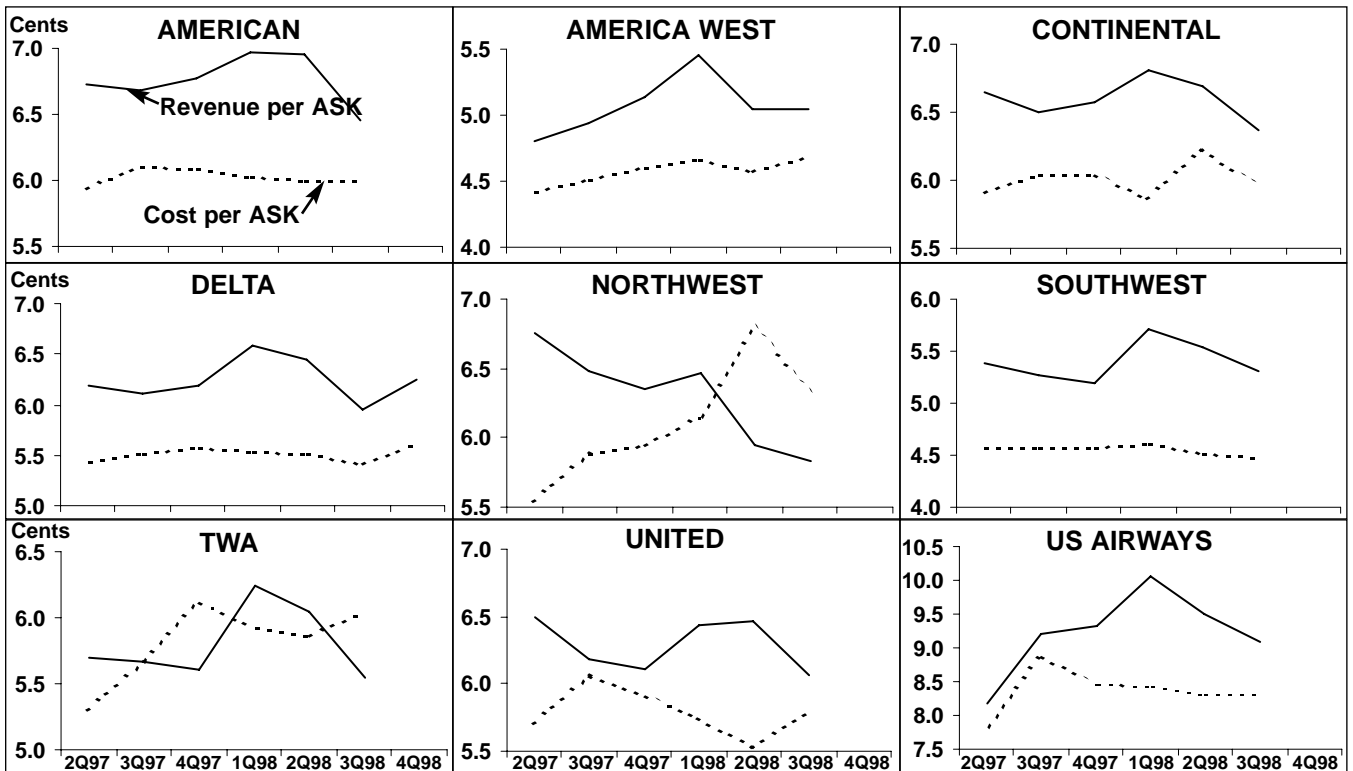 Cents
AMERICAN
7.0
6.5
6.0
5.5
Revenue per ASK
Cost per ASK
AMERICA WEST
5.5
5.0
4.5
4.0
CONTINENTAL
7.0
6.5
6.0
5.5
Cents
DELTA
7.0
6.5
6.0
5.5
5.0
NORTHWEST
7.0
6.5
6.0
5.5
SOUTHWEST
6.0
5.5
5.0
4.5
4.0
Cents
TWA
6.5
6.0
5.5
5.0
2Q97 3Q97 4Q97 1Q98 2Q98 3Q98 4Q98
UNITED
7.0
6.5
6.0
5.5
2Q97 3Q97 4Q97 1Q98 2Q98 3Q98 4Q98
US AIRWAYS
10.5
10.0
9.5
9.0
8.5
8.0
7.5
2Q97 3Q97 4Q97 1Q98 2Q98 3Q98 4Q98